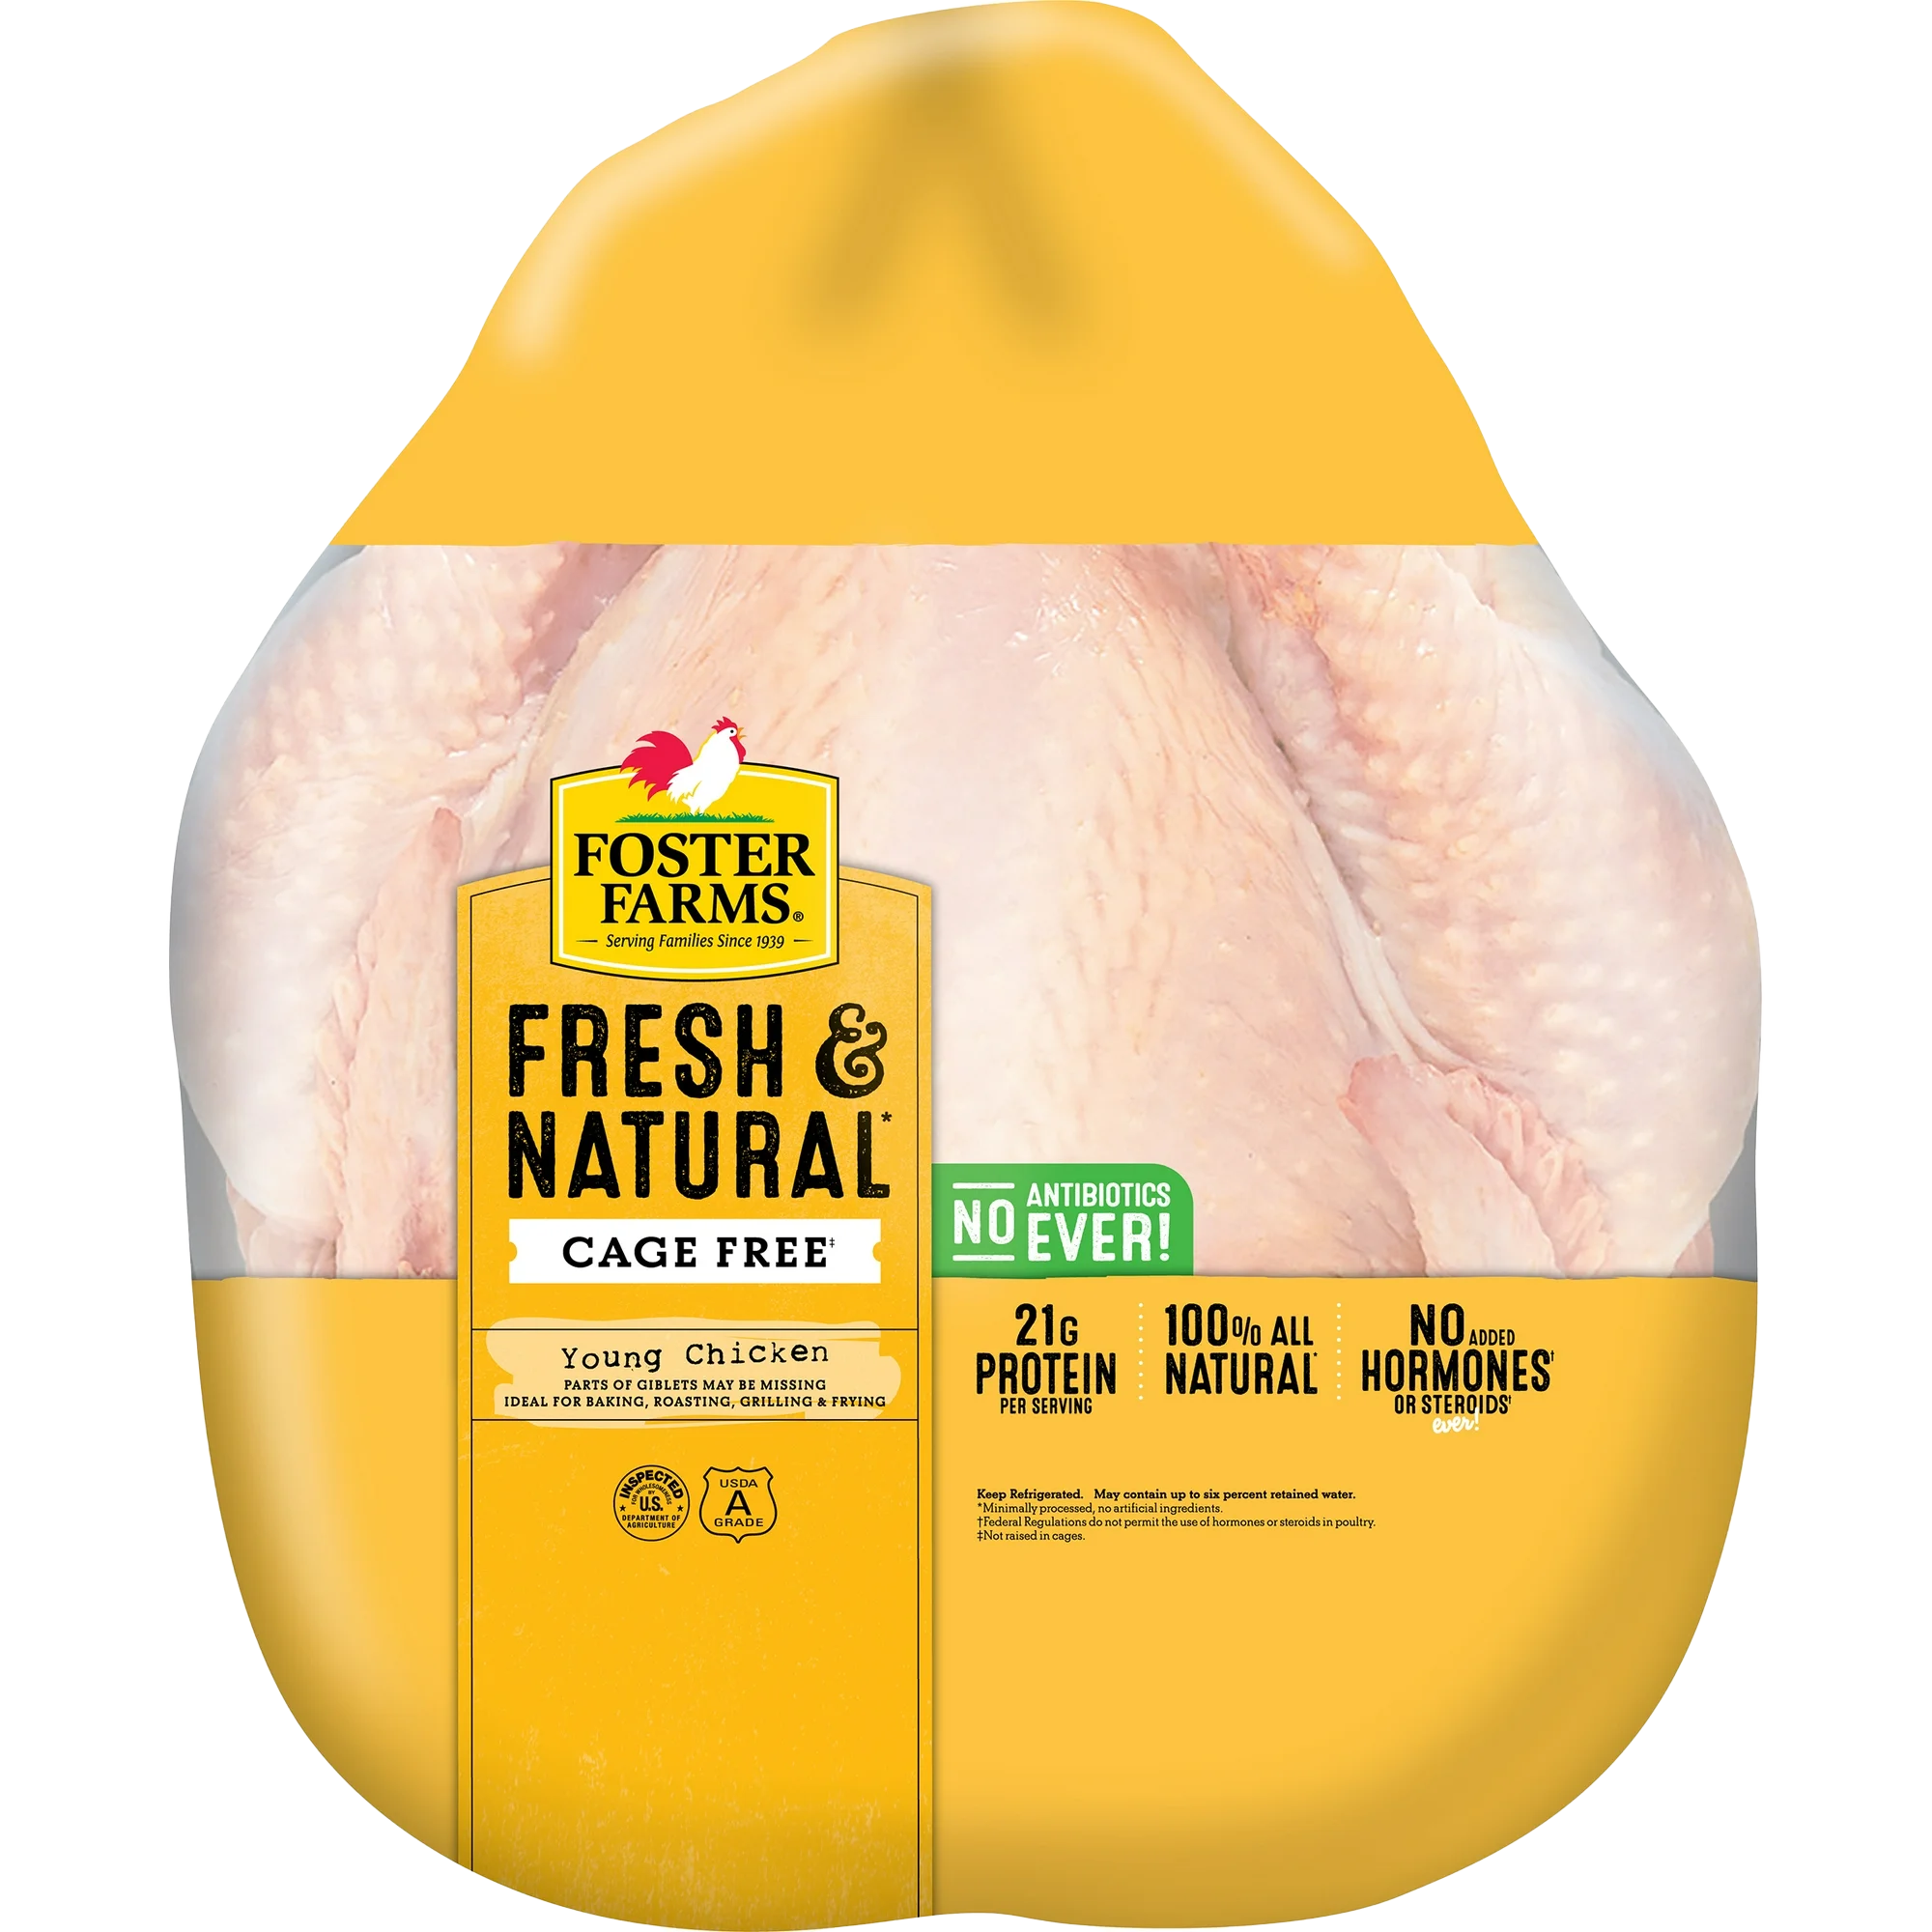 FOSTER
FARMS®
Serving Families Since 1939
FRESH &
NATURAL*
CAGE FREE‡
Young Chicken
PARTS OF GIBLETS MAY BE MISSING
IDEAL FOR BAKING, ROASTING, GRILLING & FRYING
INSPECTED
FOR WHOLESOMENESS
BY
U.S.
DEPARTMENT OF
AGRICULTURE
USDA
A
GRADE
NO ANTIBIOTICS
EVER!
21G
PROTEIN
PER SERVING
100% ALL
NATURAL*
NO ADDED
HORMONES†
OR STEROIDS†
ever!
Keep Refrigerated. May contain up to six percent retained water.
*Minimally processed, no artificial ingredients.
†Federal Regulations do not permit the use of hormones or steroids in poultry.
‡Not raised in cages.